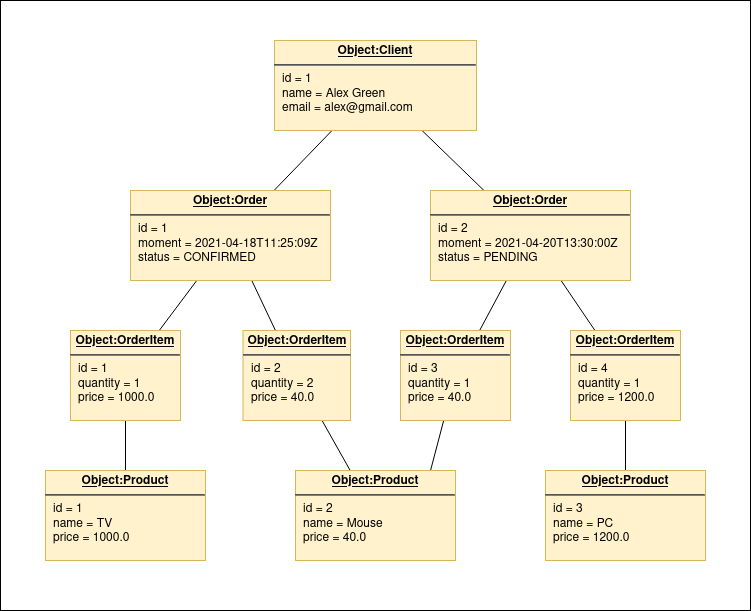 Object:Client
id = 1
name = Alex Green
email = alex@gmail.com
Object:Order
id = 1
moment = 2021-04-18T11:25:09Z
status = CONFIRMED
Object:Order
id = 2
moment = 2021-04-20T13:30:00Z
status = PENDING
Object:OrderItem
id = 1
quantity = 1
price = 1000.0
Object:OrderItem
id = 2
quantity = 2
price = 40.0
Object:OrderItem
id = 3
quantity = 1
price = 40.0
Object:OrderItem
id = 4
quantity = 1
price = 1200.0
Object:Product
id = 1
name = TV
price = 1000.0
Object:Product
id = 2
name = Mouse
price = 40.0
Object:Product
id = 3
name = PC
price = 1200.0